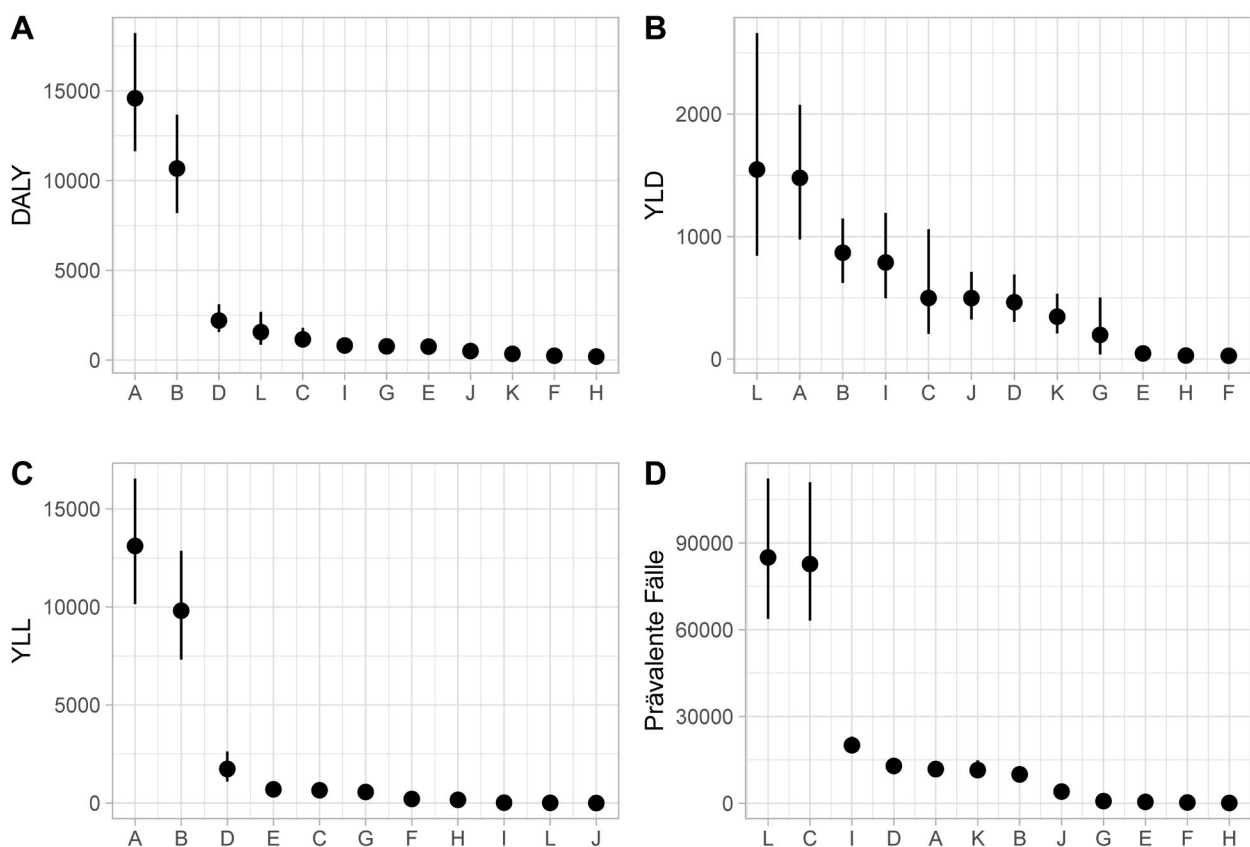 A
DALY
15000
10000
5000
0
A B D L C I G E J K F H
B
YLD
2000
1000
0
L A B I C J D K G E H F
C
YLL
15000
10000
5000
0
A B D E C G F H I L J
D
Prävalente Fälle
90000
60000
30000
0
L C I D A K B J G E F H